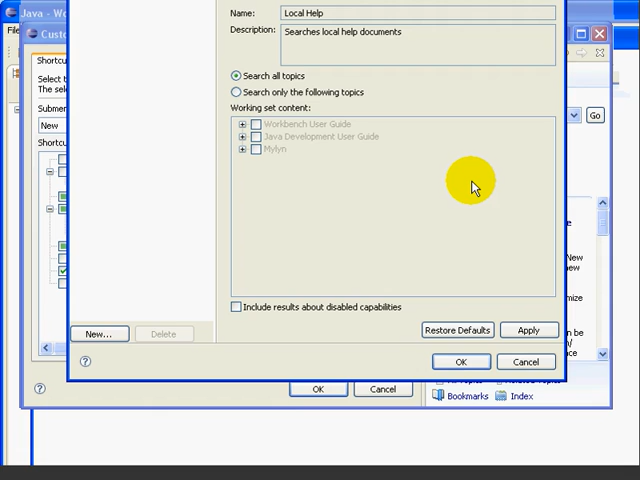 Java - Wo
File
Custo
Name: Local Help
Description: Searches local help documents
Shortcu
Select t
The sele
Search all topics
Search only the following topics
Submen
Working set content:
New
Go
Workbench User Guide
Java Development User Guide
Shortcu
Mylyn
e
New
new
mize
Include results about disabled capabilities
New... Delete
Restore Defaults Apply
n be
n/
ace
OK Cancel
OK Cancel
Bookmarks Index